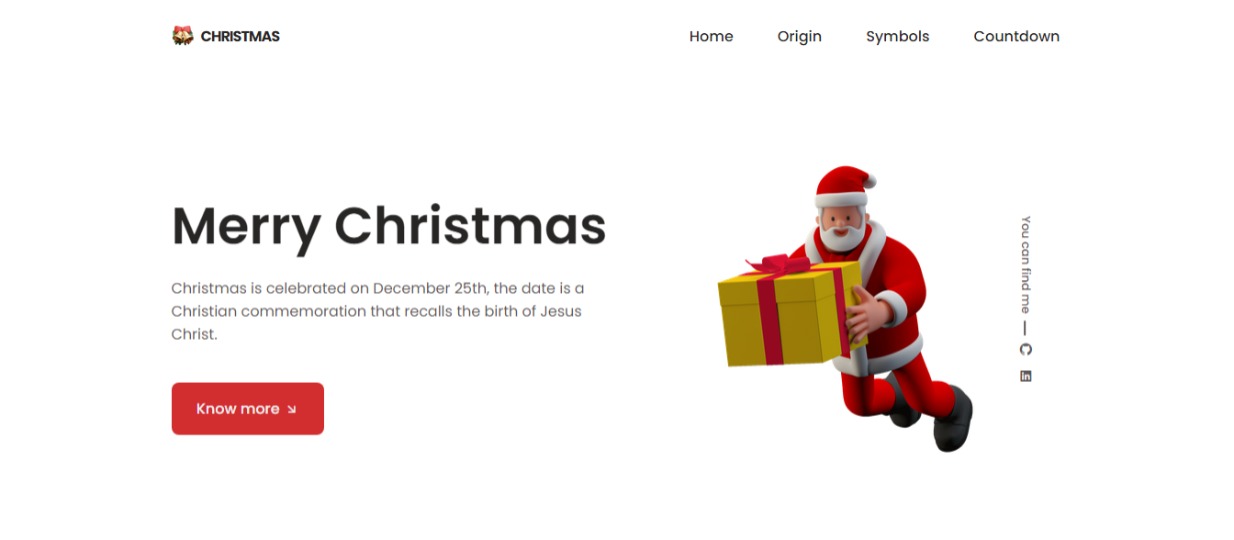 CHRISTMAS
Home Origin Symbols Countdown
Merry Christmas
Christmas is celebrated on December 25th, the date is a
Christian commemoration that recalls the birth of Jesus
Christ.
Know more
You can find me
in